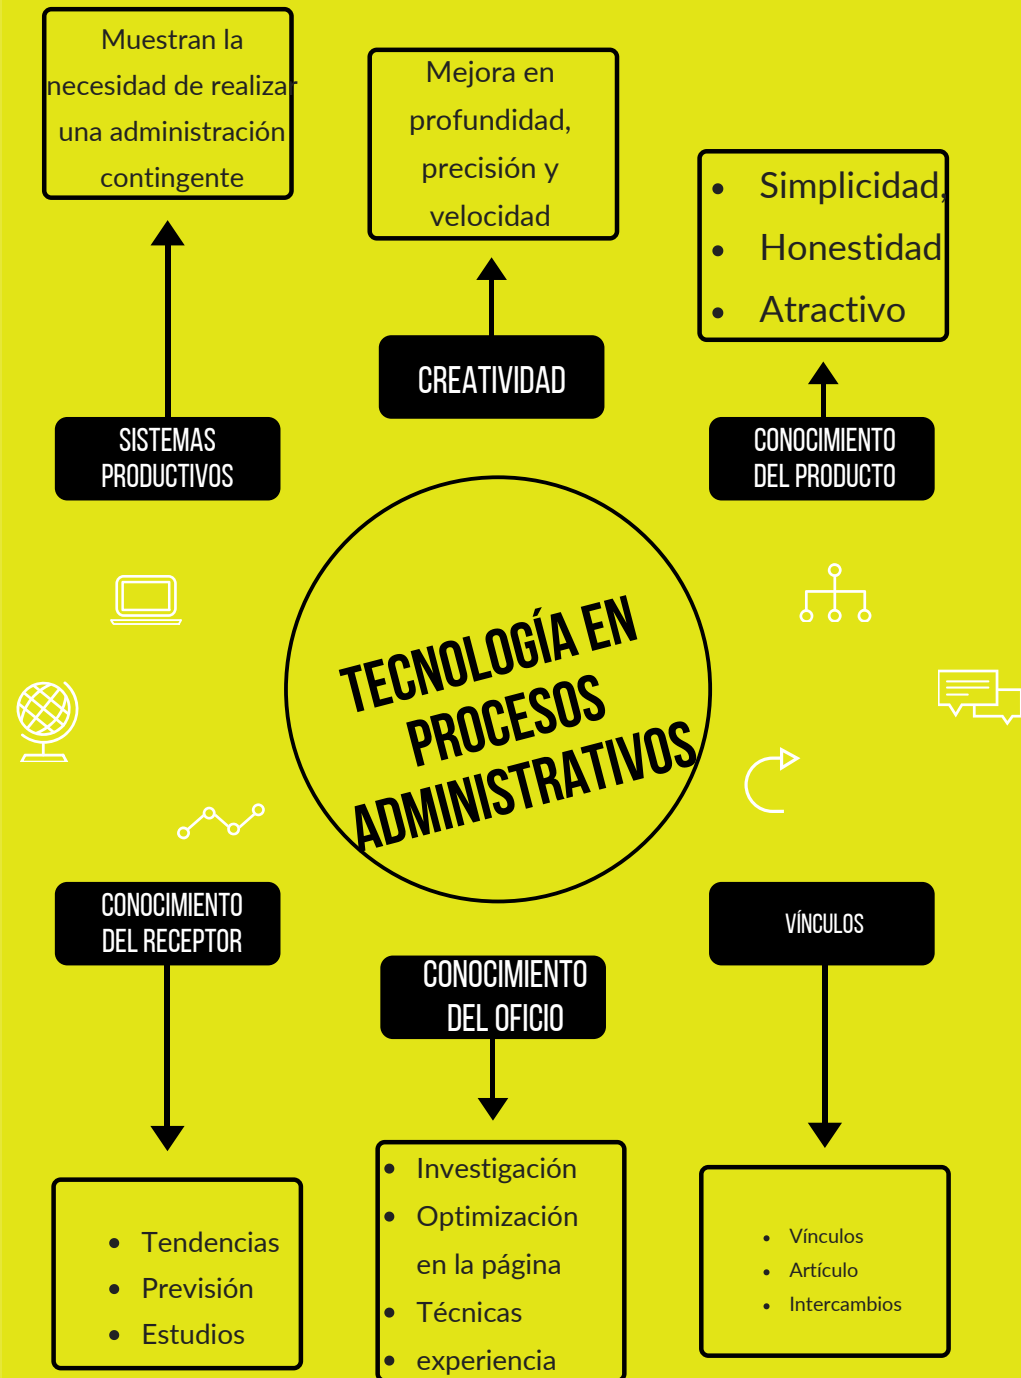 Muestran la
necesidad de realizar
una administración
contingente
Mejora en
profundidad,
precisión y
velocidad
• Simplicidad,
• Honestidad
• Atractivo
CREATIVIDAD
SISTEMAS
PRODUCTIVOS
CONOCIMIENTO
DEL PRODUCTO
TECNOLOGÍA EN
PROCESOS
ADMINISTRATIVOS
CONOCIMIENTO
DEL RECEPTOR
CONOCIMIENTO
DEL OFICIO
VÍNCULOS
• Tendencias
• Previsión
• Estudios
• Investigación
• Optimización
en la página
• Técnicas
• experiencia
• Vínculos
• Artículo
• Intercambios